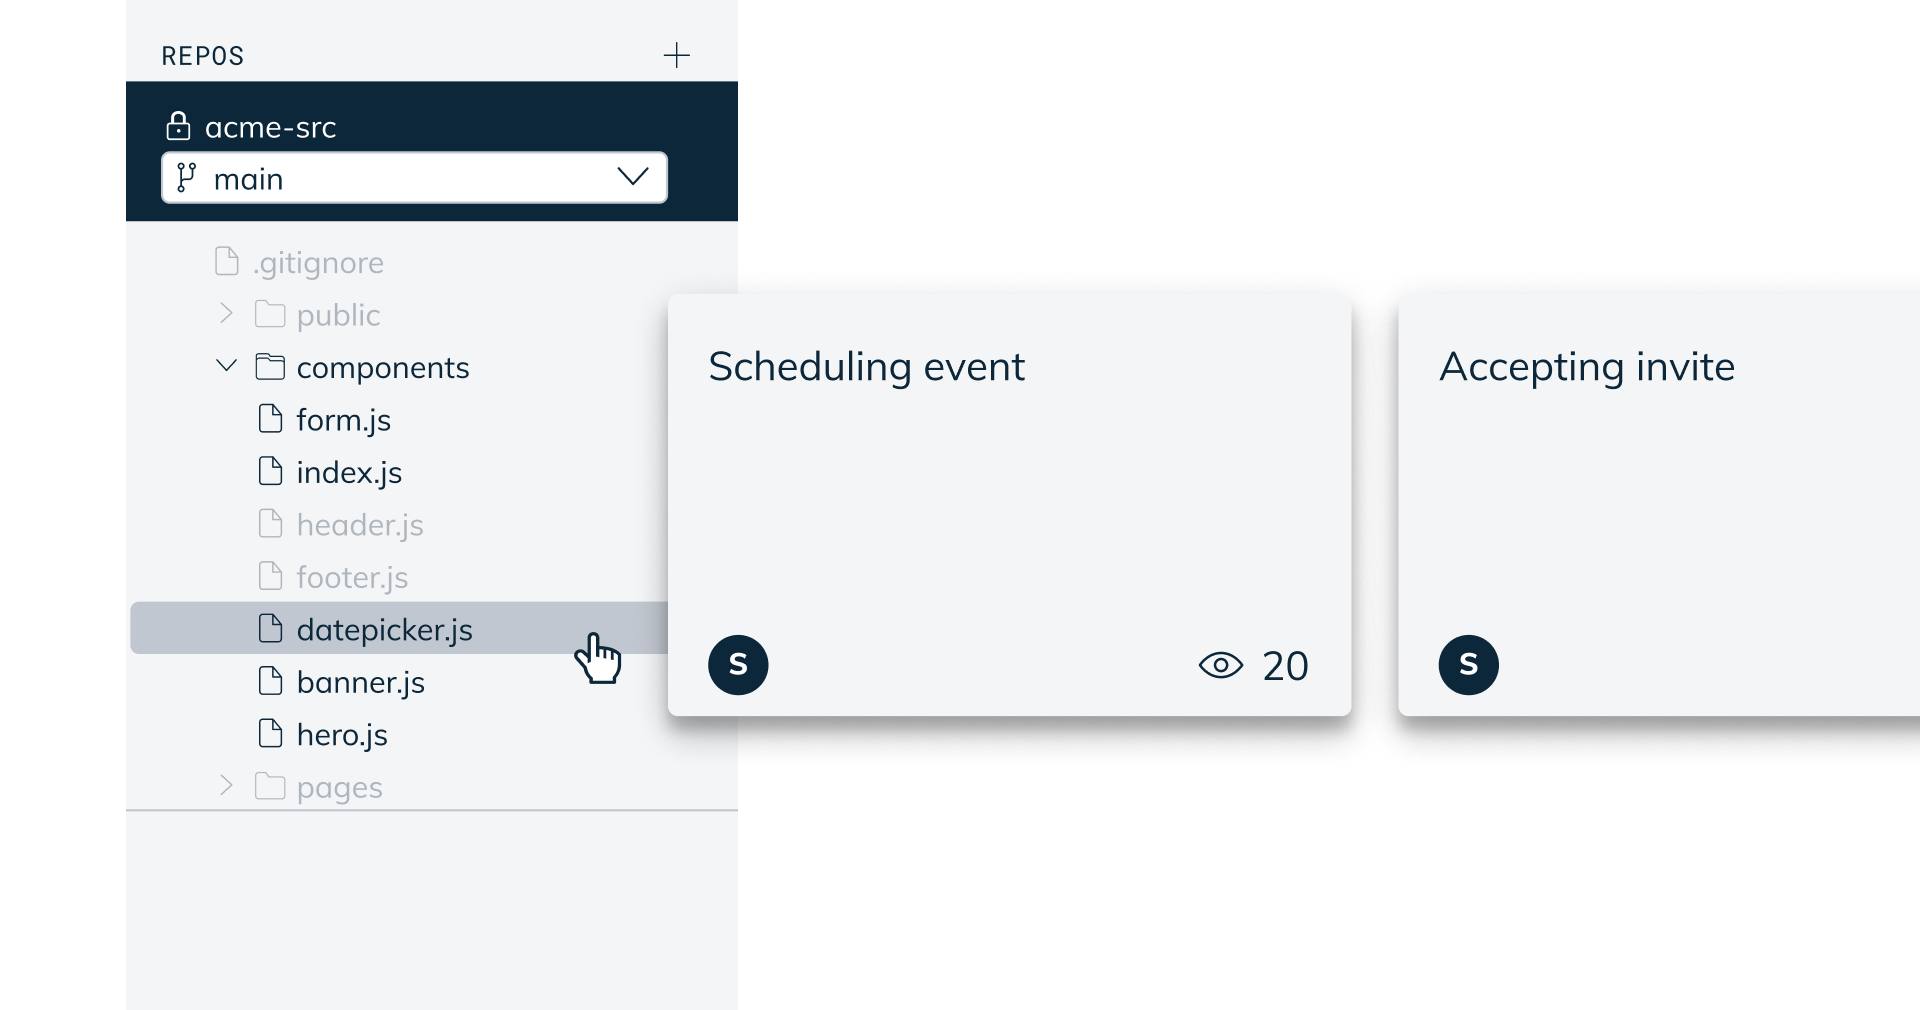 REPOS
acme-src
main
.gitignore
public
components
form.js
index.js
header.js
footer.js
datepicker.js
banner.js
hero.js
pages
Scheduling event
S
20
Accepting invite
S